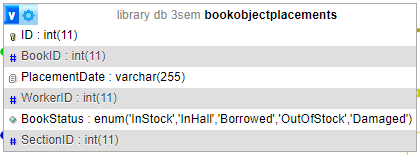 v library db 3sem bookobjectplacements
ID : int(11)
# BookID : int(11)
PlacementDate : varchar(255)
# WorkerID : int(11)
BookStatus : enum('InStock','InHall','Borrowed','OutOfStock','Damaged')
# SectionID : int(11)